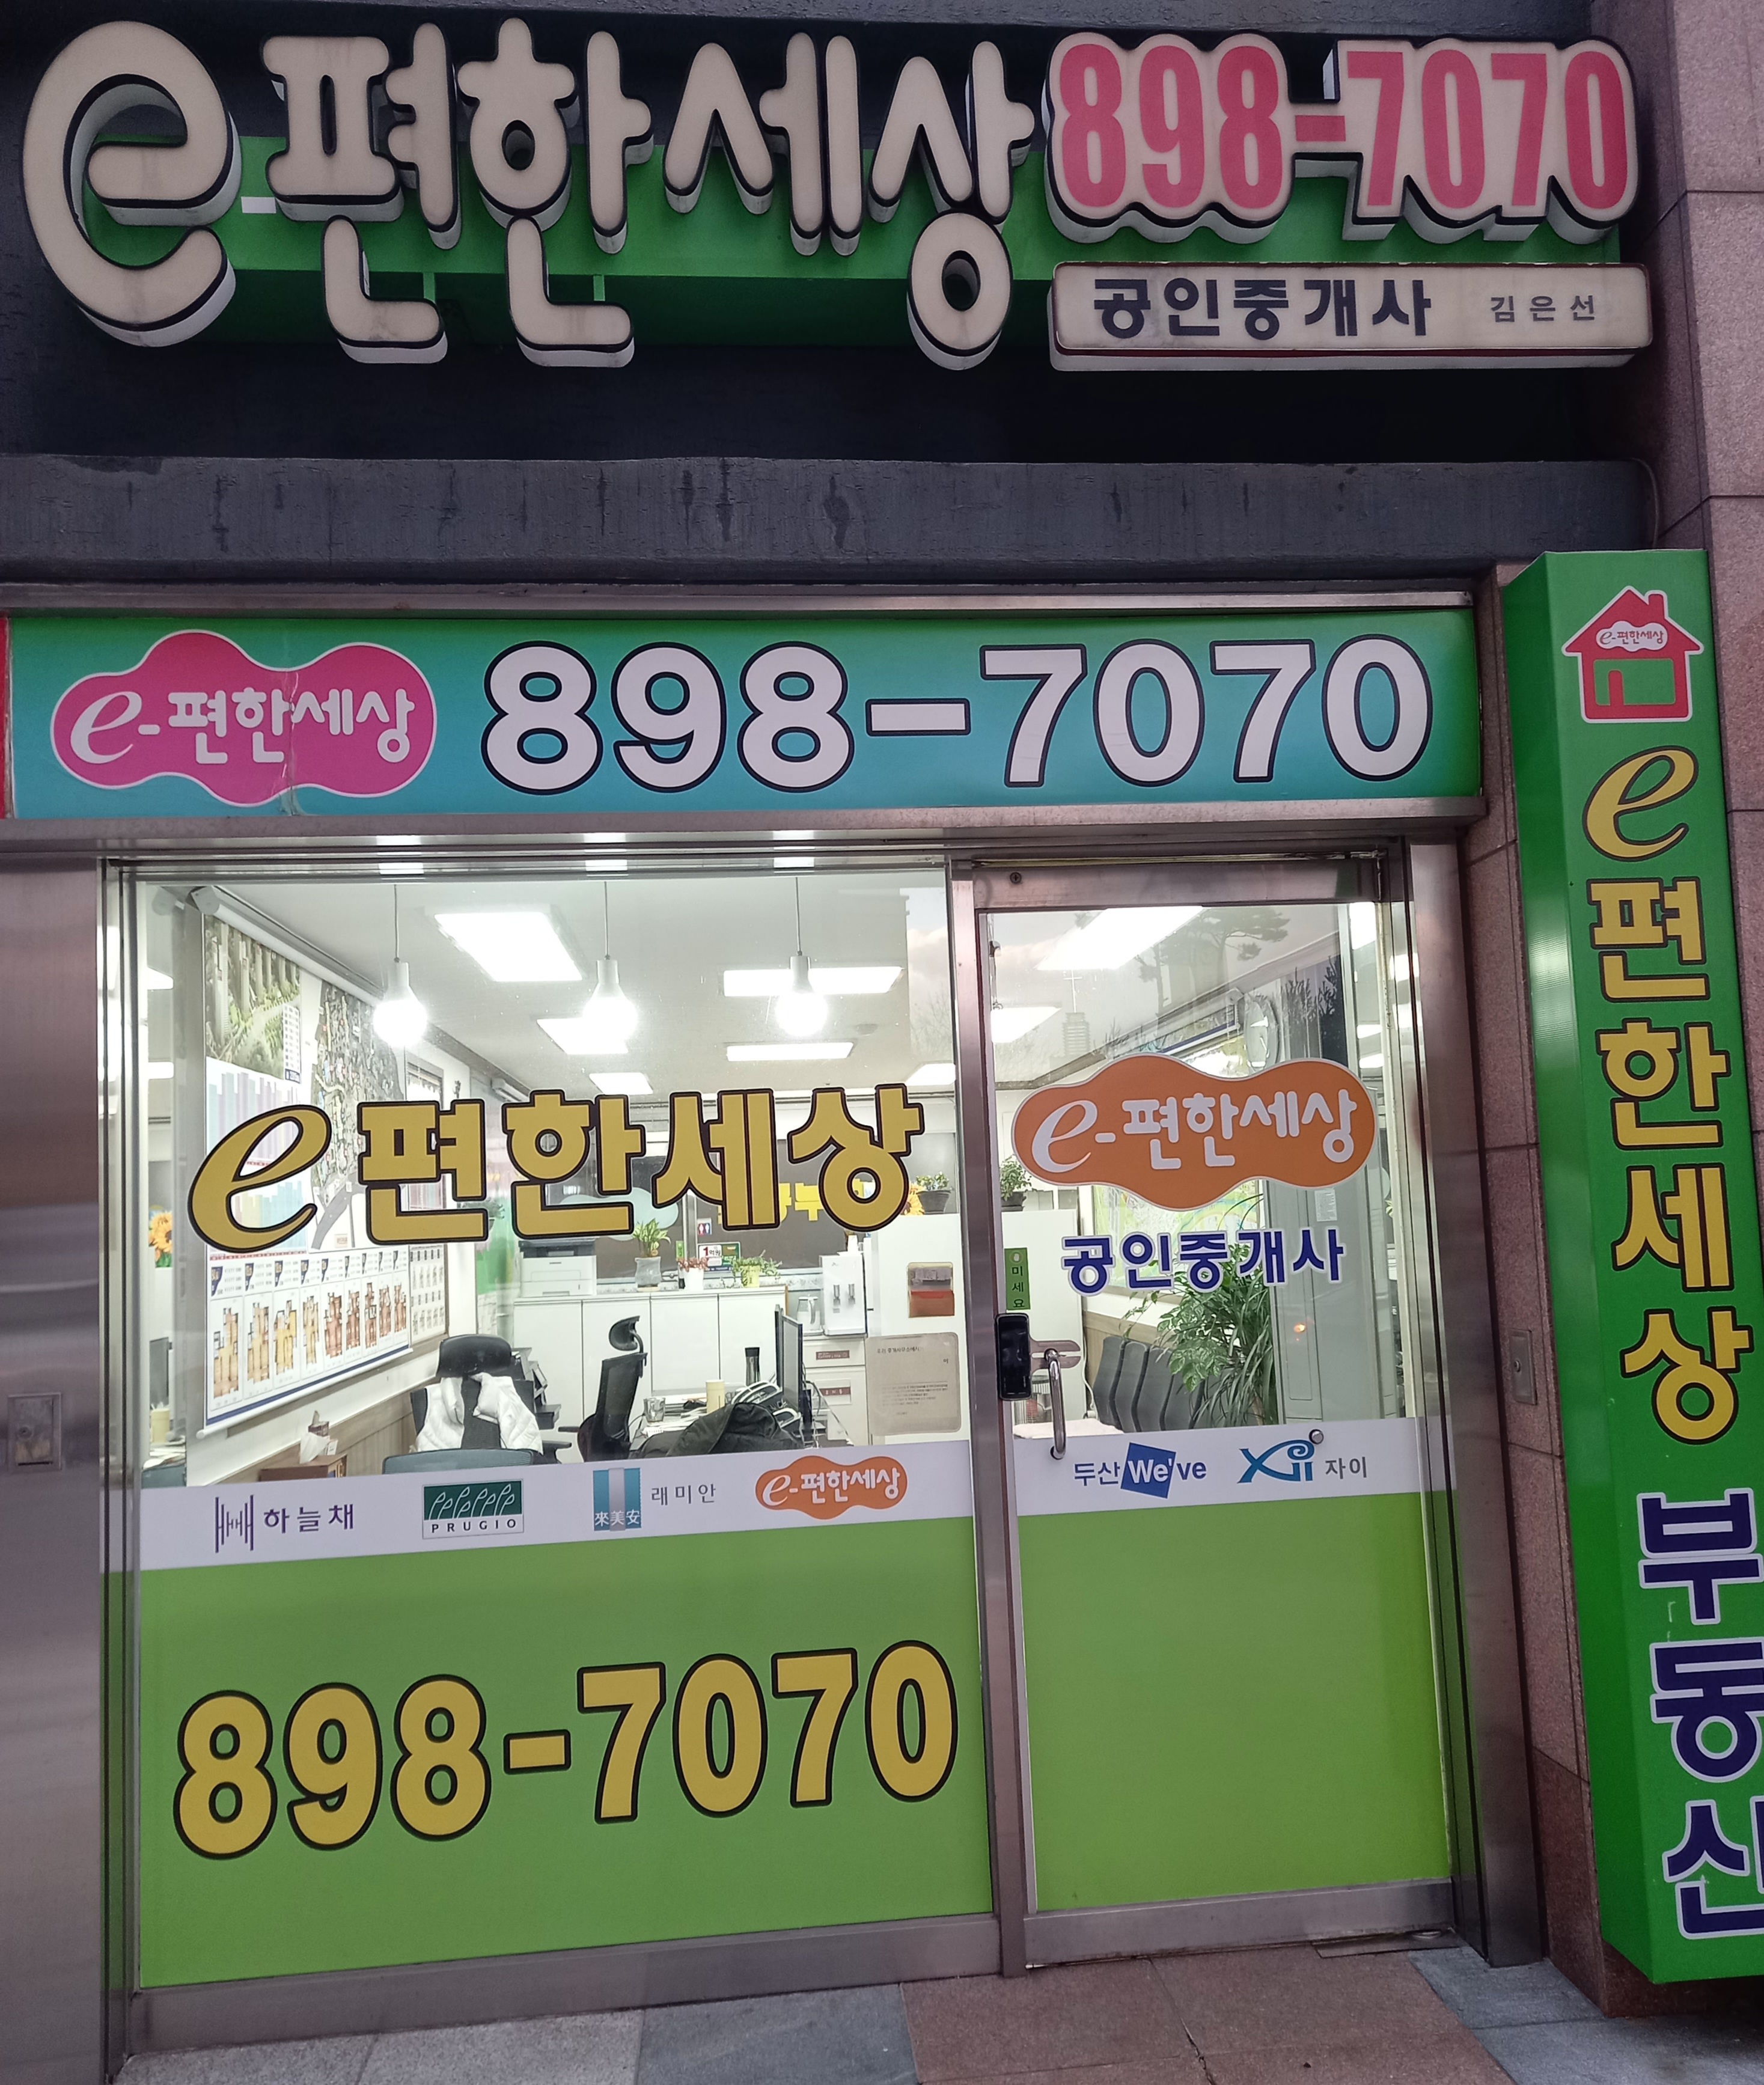 e-편한세상 898-7070
공인중개사 김은선
e-편한세상 898-7070
e-편한세상
e편한세상 부동산
e편한세상
e-편한세상
공인중개사
미세요
하늘채 PRUGIO 來美安 래미안 e-편한세상 두산 We've Xi 자이
898-7070